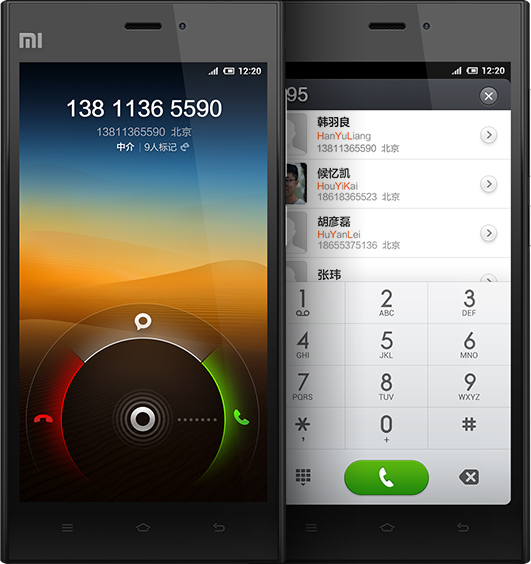 MI
12:20
138 1136 5590
13811365590 北京
中介 | 9人标记
12:20
95
韩羽良
HanYuLiang
13811365590 北京
候忆凯
HouYiKai
18618365523 北京
胡彦磊
HuYanLei
18655375136 北京
张玮
1
2 ABC
3 DEF
4 GHI
5 JKL
6 MNO
7 PQRS
8 TUV
9 WXYZ
* ,
0 +
#